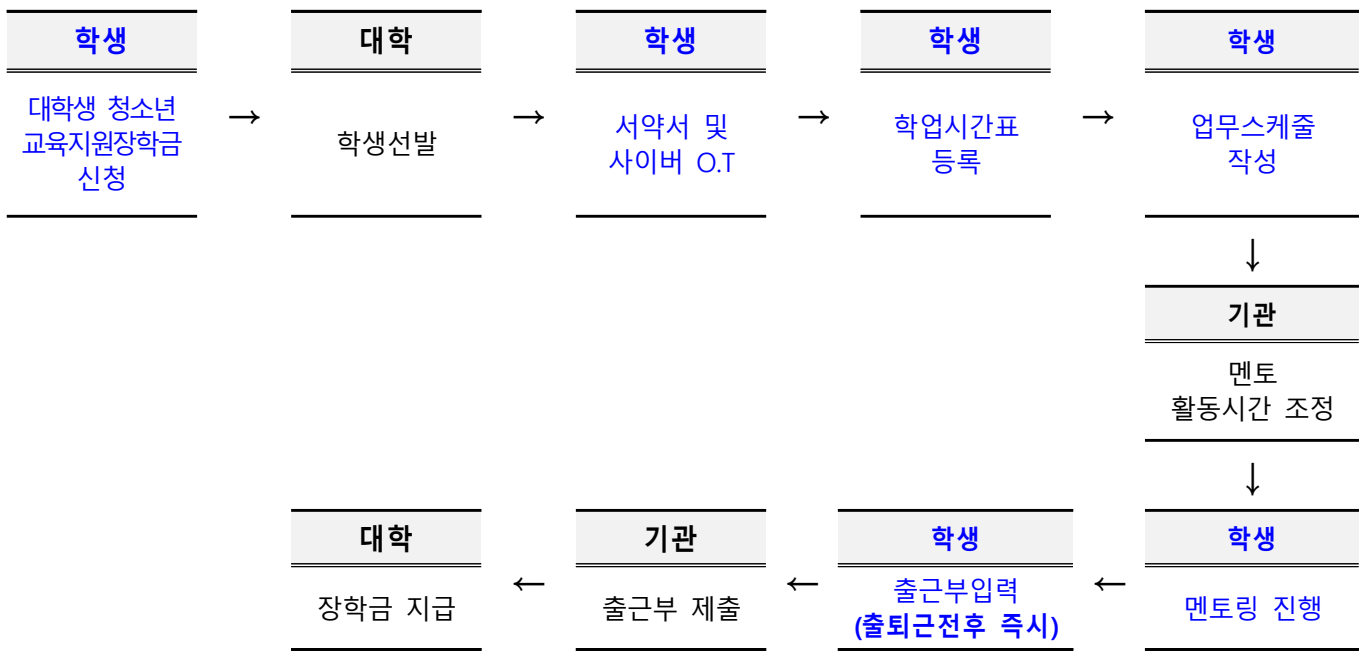 학생
대학생 청소년
교육지원장학금
신청
→
대학
학생선발
→
학생
서약서 및
사이버 O.T
→
학생
학업시간표
등록
→
학생
업무스케줄
작성
↓
기관
멘토
활동시간 조정
↓
학생
멘토링 진행
←
학생
출근부입력
(출퇴근전후 즉시)
←
기관
출근부 제출
←
대학
장학금 지급